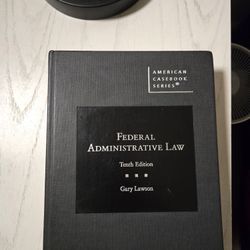 AMERICAN
CASEBOOK
SERIES®
FEDERAL
ADMINISTRATIVE LAW
Tenth Edition
Gary Lawson